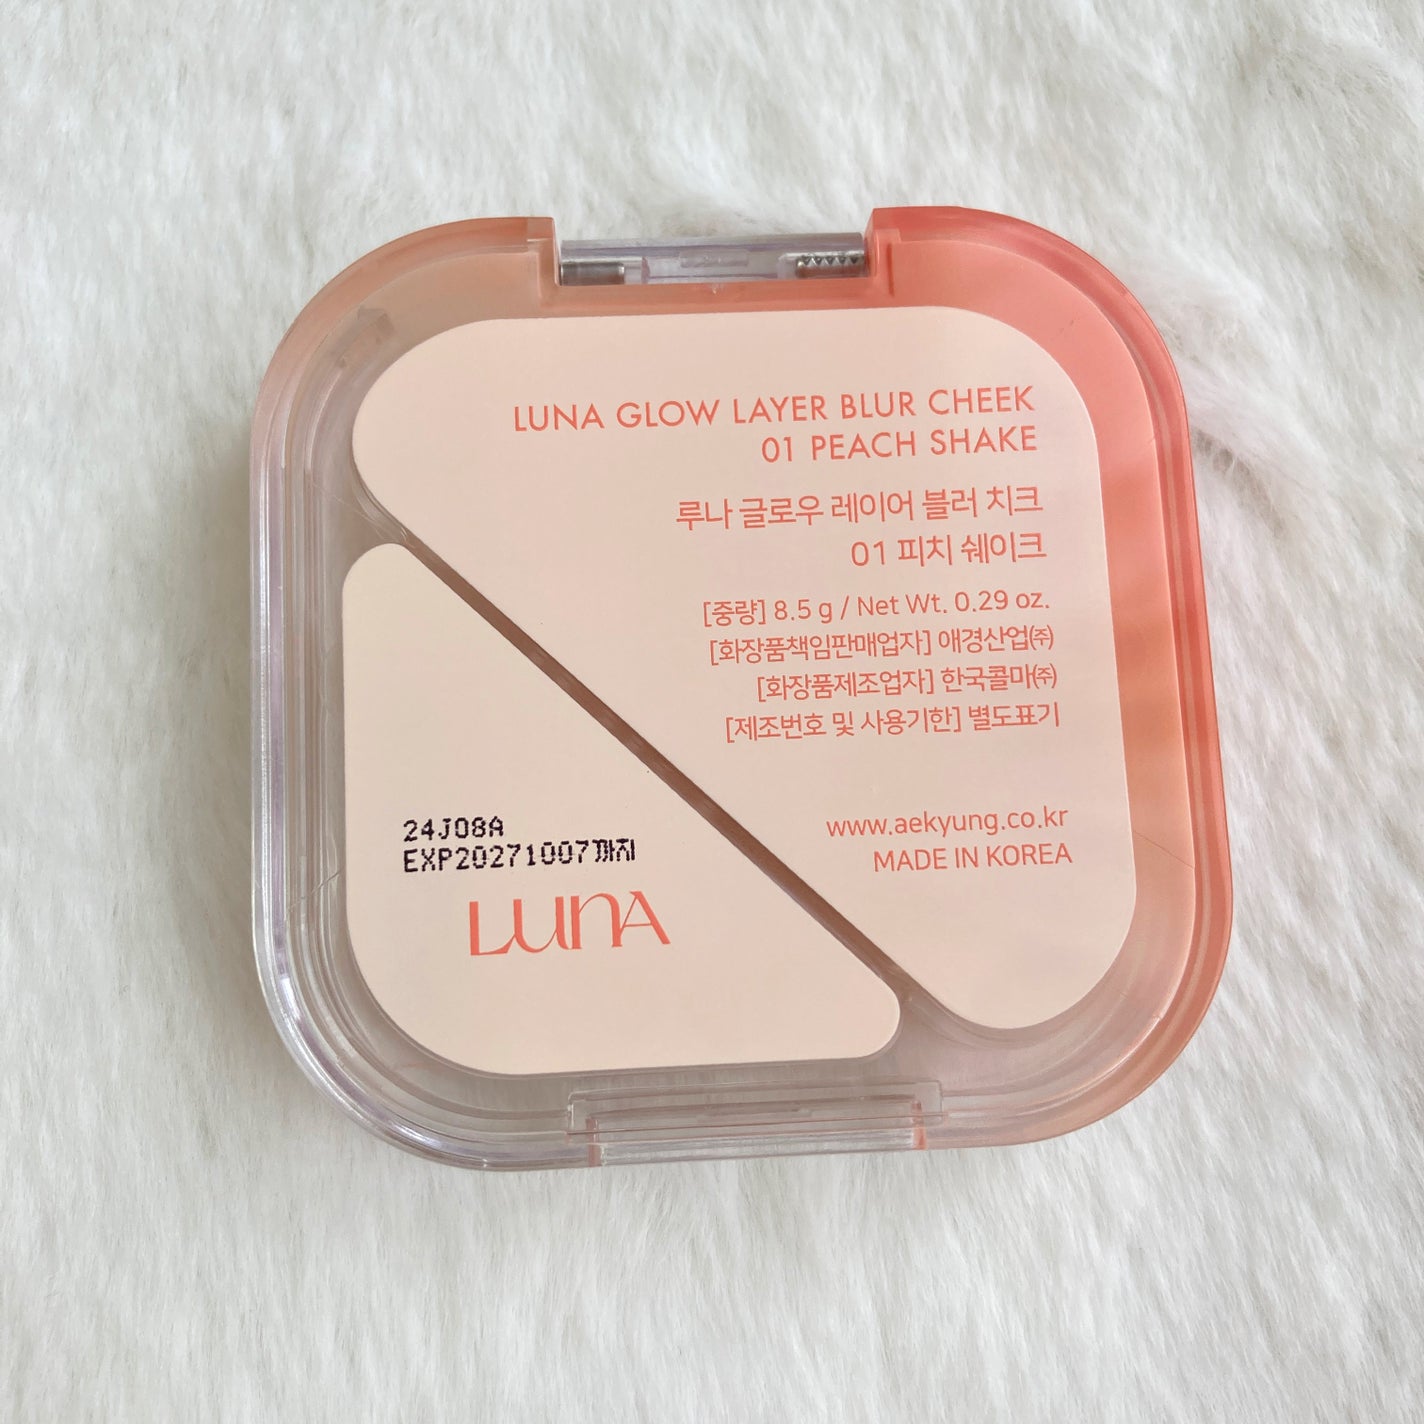 LUNA GLOW LAYER BLUR CHEEK
01 PEACH SHAKE
루나 글로우 레이어 블러 치크
01 피치 쉐이크
[중량] 8.5 g / Net Wt. 0.29 oz.
[화장품책임판매업자] 애경산업㈜
[화장품제조업자] 한국콜마㈜
[제조번호 및 사용기한] 별도표기
www.aekyung.co.kr
MADE IN KOREA
24J08A
EXP20271007까지
LUNA